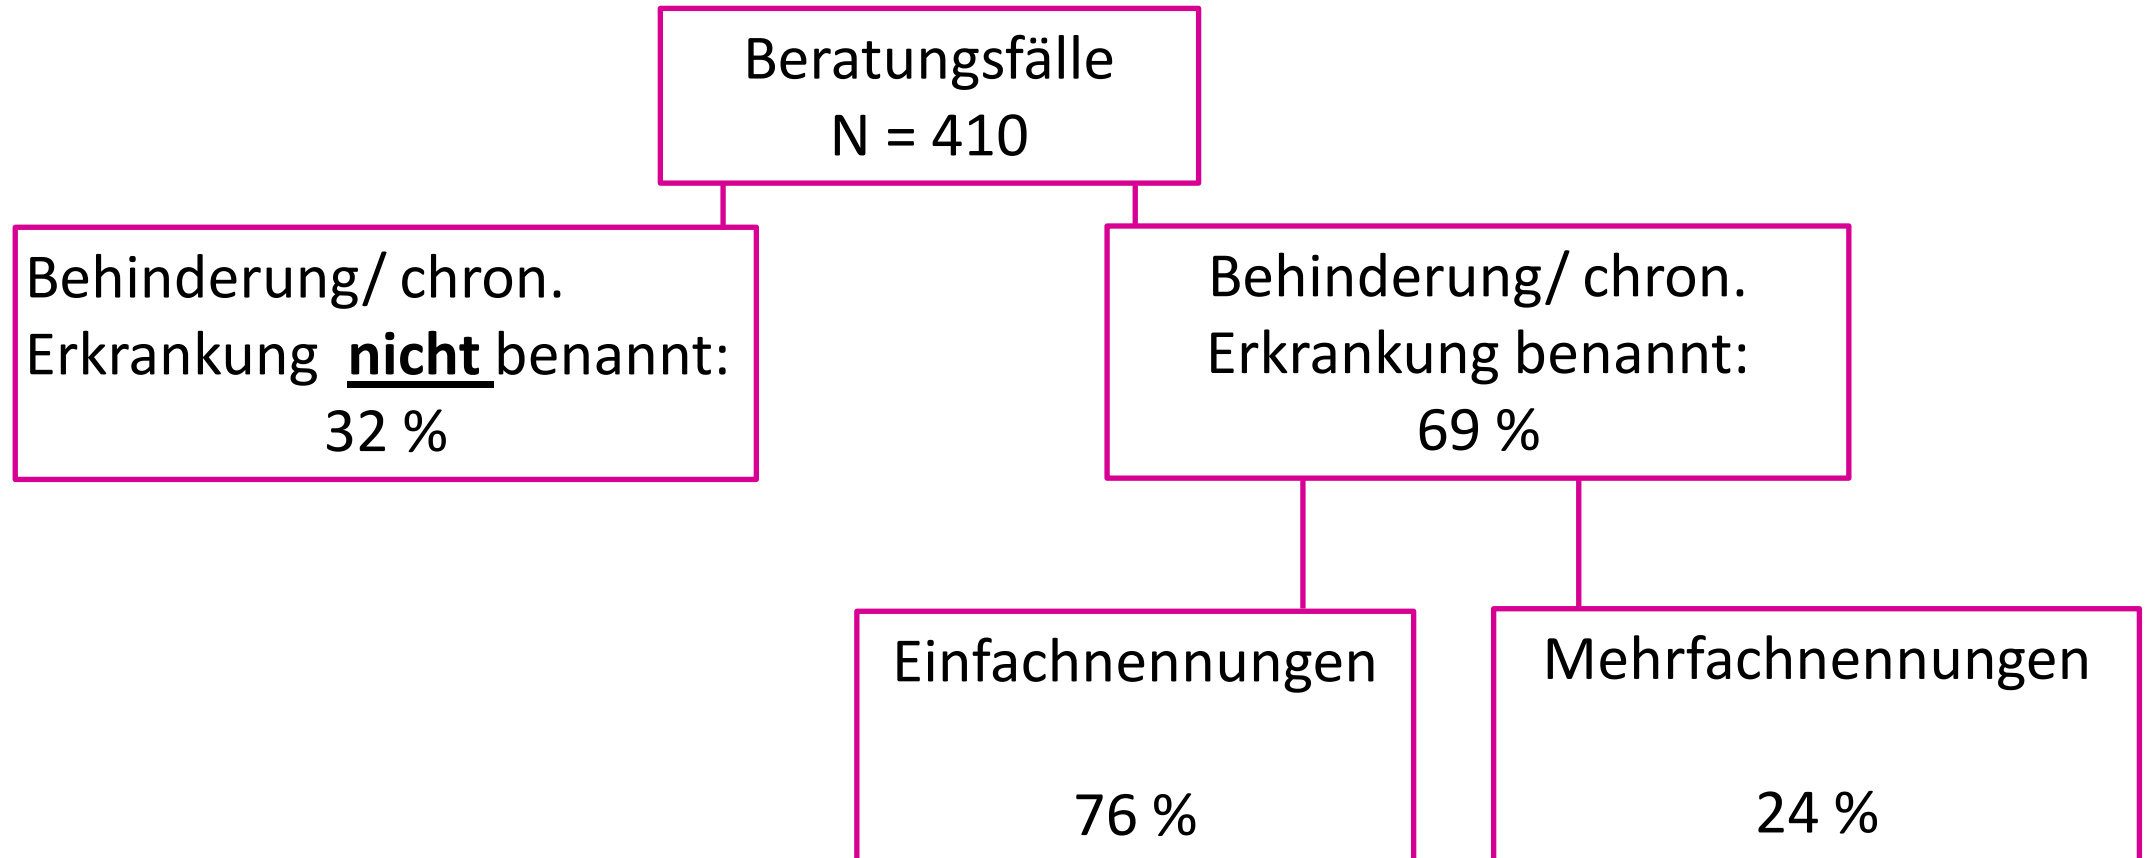 Beratungsfälle
N = 410
Behinderung/ chron.
Erkrankung nicht benannt:
32 %
Behinderung/ chron.
Erkrankung benannt:
69 %
Einfachnennungen
76 %
Mehrfachnennungen
24 %